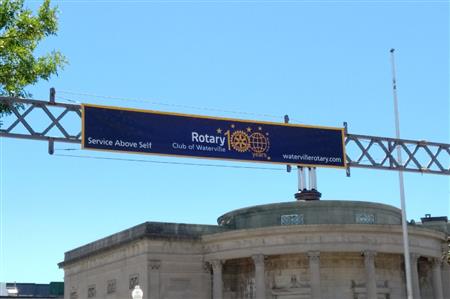 Service Above Self
Rotary
Club of Waterville
100
years
watervillerotary.com